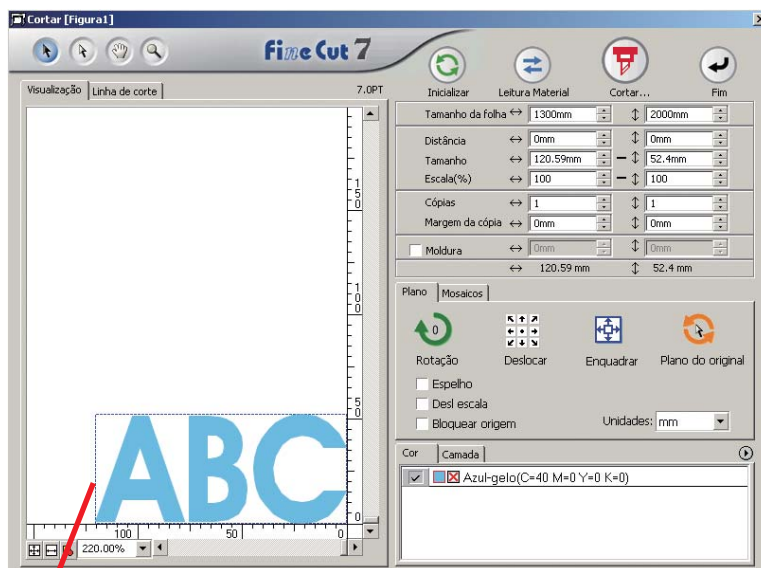 Cortar [Figura1]
Fine Cut 7
Inicializar
Leitura Material
Cortar...
Fim
Visualização
Linha de corte
7.0PT
Tamanho da folha 1300mm 2000mm
Distância 0mm 0mm
Tamanho 120.59mm 52.4mm
Escala(%) 100 100
Cópias 1 1
Margem da cópia 0mm 0mm
Moldura 0mm 0mm
120.59 mm 52.4 mm
150
100
50
0
ABC
100 50 0
220.00%
Plano
Mosaicos
0
Rotação
Deslocar
Enquadrar
Plano do original
Espelho
Desl escala
Bloquear origem
Unidades: mm
Cor
Camada
Azul-gelo(C=40 M=0 Y=0 K=0)